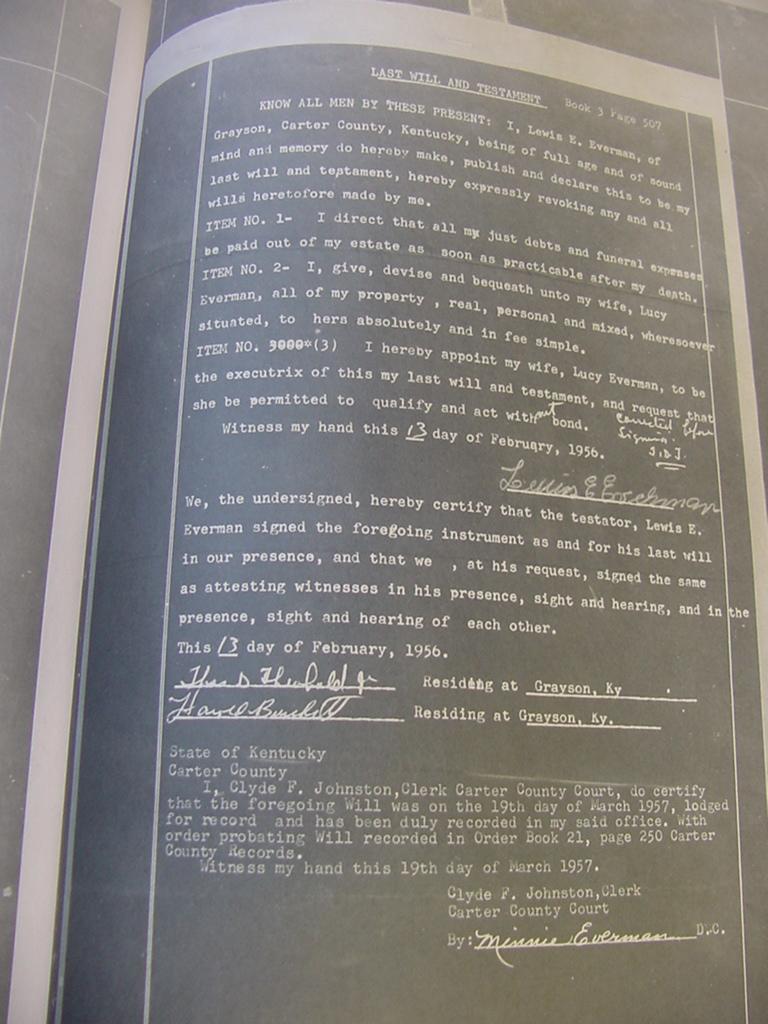 LAST WILL AND TESTAMENT Book 3 Page 507
KNOW ALL MEN BY THESE PRESENT: I, Lewis E. Everman, of
Grayson, Carter County, Kentucky, being of full age and of sound
mind and memory do hereby make, publish and declare this to be my
last will and testament, hereby expressly revoking any and all
wills heretofore made by me.
ITEM NO. 1- I direct that all my just debts and funeral expenses
be paid out of my estate as soon as practicable after my death.
ITEM NO. 2- I, give, devise and bequeath unto my wife, Lucy
Everman, all of my property , real, personal and mixed, wheresoever
situated, to hers absolutely and in fee simple.
ITEM NO. (3) I hereby appoint my wife, Lucy Everman, to be
the executrix of this my last will and testament, and request that
she be permitted to qualify and act without bond. Corrected before
signing.
Witness my hand this 13 day of Februqry, 1956.
Lewis E Everman
We, the undersigned, hereby certify that the testator, Lewis E.
Everman signed the foregoing instrument as and for his last will
in our presence, and that we , at his request, signed the same
as attesting witnesses in his presence, sight and hearing, and in the
presence, sight and hearing of each other.
This 13 day of February, 1956.
Thos D Theobald Jr Residing at Grayson, Ky
Burchett Residing at Grayson, Ky.
State of Kentucky
Carter County
I, Clyde F. Johnston,Clerk Carter County Court, do certify
that the foregoing Will was on the 19th day of March 1957, lodged
for record and has been duly recorded in my said office. With
order probating Will recorded in Order Book 21, page 250 Carter
County Records.
Witness my hand this 19th day of March 1957.
Clyde F. Johnston,Clerk
Carter County Court
By: Minnie Everman D.C.